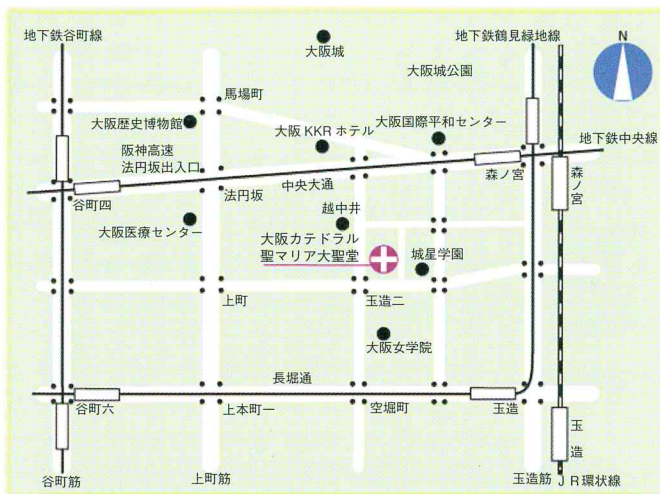 地下鉄谷町線
大阪城
地下鉄鶴見緑地線
N
大阪城公園
馬場町
大阪歴史博物館
大阪KKRホテル
大阪国際平和センター
地下鉄中央線
阪神高速
法円坂出入口
谷町四
法円坂
中央大通
森ノ宮
森ノ宮
越中井
大阪医療センター
大阪カテドラル
聖マリア大聖堂
城星学園
上町
玉造二
大阪女学院
長堀通
谷町六
上本町一
空堀町
玉造
玉造
谷町筋
上町筋
玉造筋
JR環状線